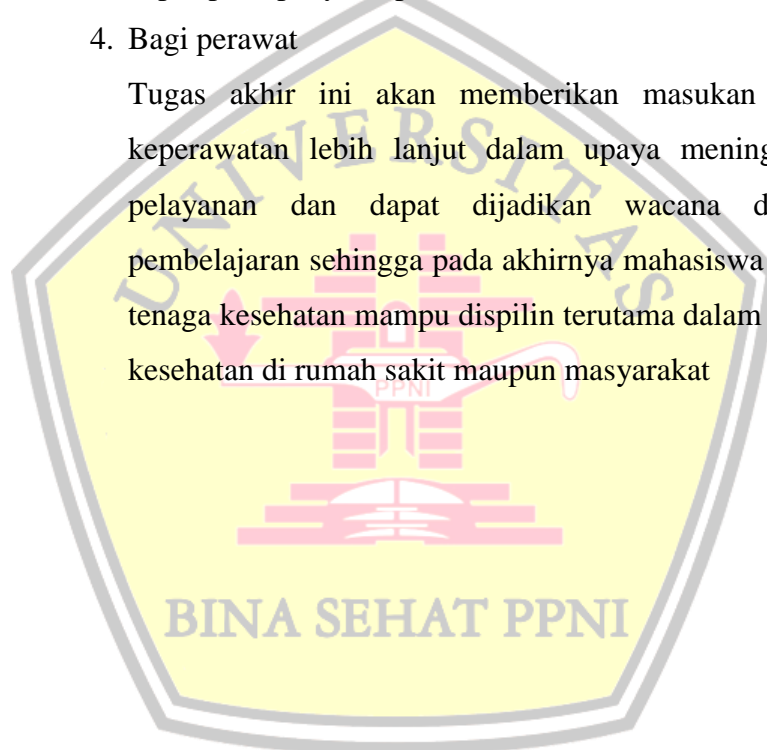 4. Bagi perawat
Tugas akhir ini akan memberikan masukan
keperawatan lebih lanjut dalam upaya mening
pelayanan dan dapat dijadikan wacana d
pembelajaran sehingga pada akhirnya mahasiswa
tenaga kesehatan mampu dispilin terutama dalam
kesehatan di rumah sakit maupun masyarakat
UNIVERSITAS
PPNI
BINA SEHAT PPNI